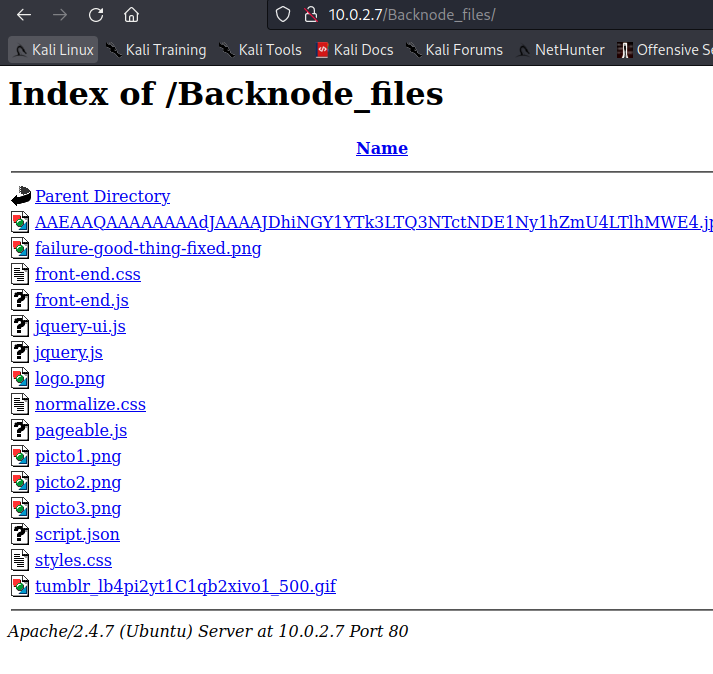 10.0.2.7/Backnode_files/
Kali Linux Kali Training Kali Tools Kali Docs Kali Forums NetHunter Offensive Se
Index of /Backnode_files
Name
Parent Directory
AAEAAQAAAAAAAAdJAAAAJDhiNGY1YTk3LTQ3NTctNDE1Ny1hZmU4LTlhMWE4.jp
failure-good-thing-fixed.png
front-end.css
front-end.js
jquery-ui.js
jquery.js
logo.png
normalize.css
pageable.js
picto1.png
picto2.png
picto3.png
script.json
styles.css
tumblr_lb4pi2yt1C1qb2xivo1_500.gif
Apache/2.4.7 (Ubuntu) Server at 10.0.2.7 Port 80